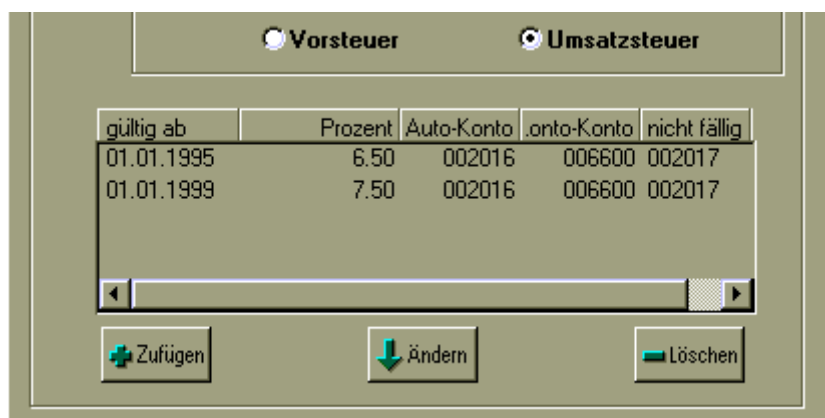 Vorsteuer Umsatzsteuer
gültig ab Prozent Auto-Konto .onto-Konto nicht fällig
01.01.1995 6.50 002016 006600 002017
01.01.1999 7.50 002016 006600 002017
Zufügen Ändern Löschen